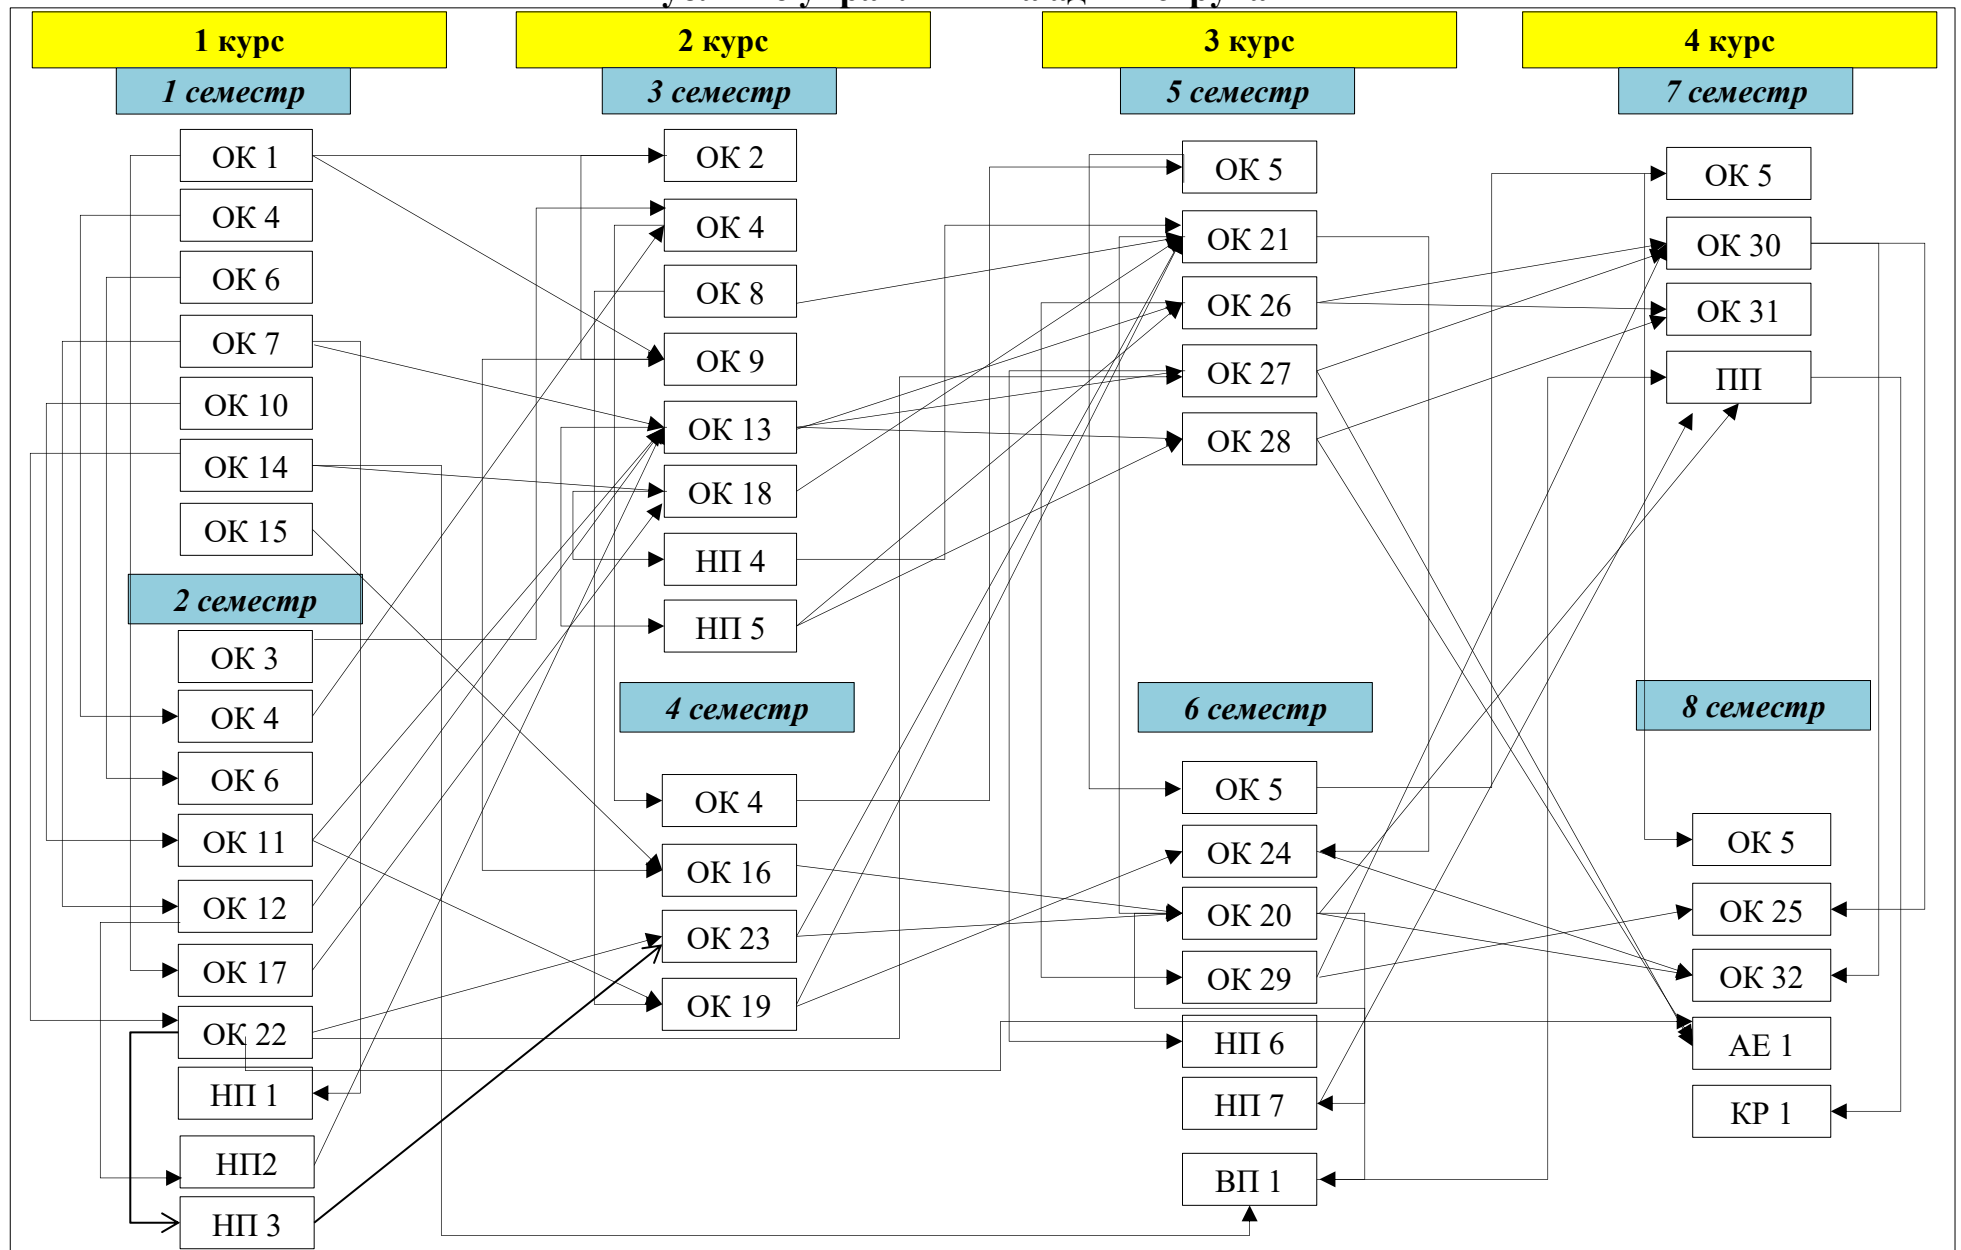 1 курс
1 семестр
ОК 1
ОК 4
ОК 6
ОК 7
ОК 10
ОК 14
ОК 15
2 семестр
ОК 3
ОК 4
ОК 6
ОК 11
ОК 12
ОК 17
ОК 22
НП 1
НП2
НП 3
2 курс
3 семестр
ОК 2
ОК 4
ОК 8
ОК 9
ОК 13
ОК 18
НП 4
НП 5
4 семестр
ОК 4
ОК 16
ОК 23
ОК 19
3 курс
5 семестр
ОК 5
ОК 21
ОК 26
ОК 27
ОК 28
6 семестр
ОК 5
ОК 24
ОК 20
ОК 29
НП 6
НП 7
ВП 1
4 курс
7 семестр
ОК 5
ОК 30
ОК 31
ПП
8 семестр
ОК 5
ОК 25
ОК 32
АЕ 1
КР 1